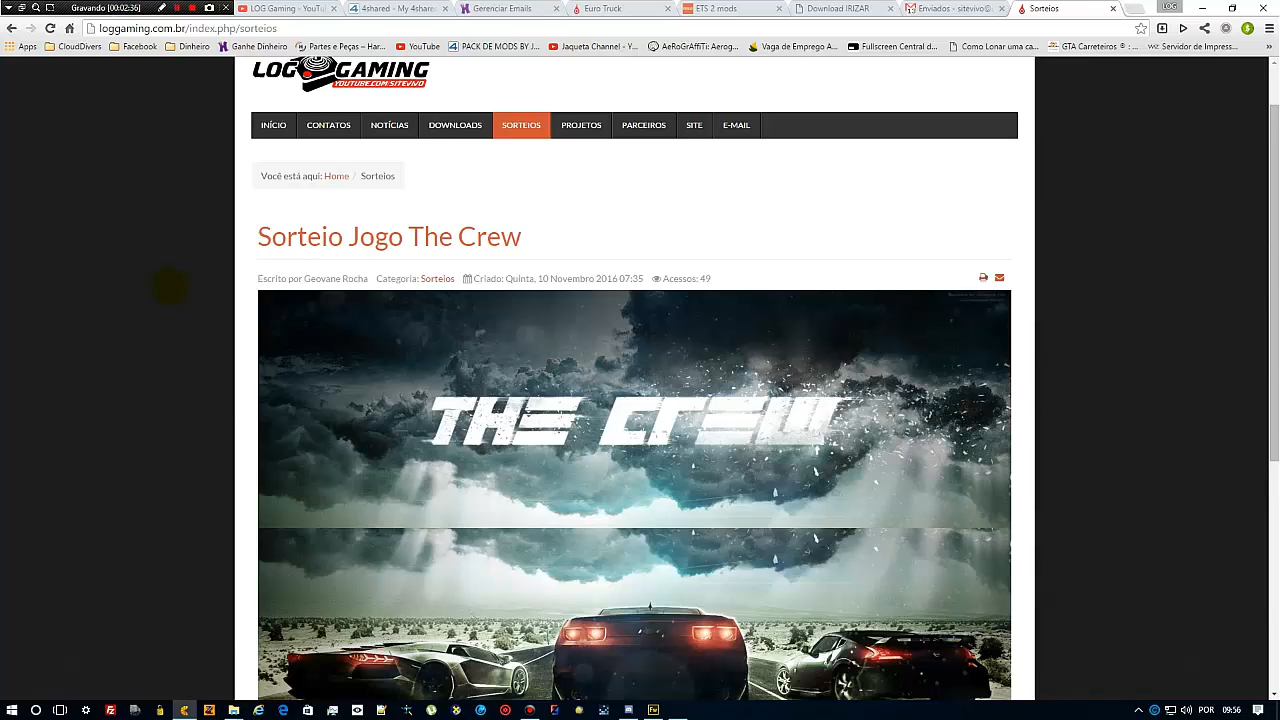 Gravando [00:02:36]
LOG Gaming - YouTu
4shared - My 4share
Gerenciar Emails
Euro Truck
ETS 2 mods
Download IRIZAR
Enviados - sitevivo@
Sorteios
LOG
loggaming.com.br/index.php/sorteios
Apps
CloudDivers
Facebook
Dinheiro
Ganhe Dinheiro
Partes e Peças – Har...
YouTube
PACK DE MODS BY J...
Jaqueta Channel - Y...
AeRoGrAffiTi_Aerog...
Vaga de Emprego A...
Fullscreen Central
Como Lonar uma ca...
GTA Carreteiros ® : ...
Servidor de Impress...
LOG GAMING
YOUTUBE.COM/SITEVIVO
INÍCIO
CONTATOS
NOTÍCIAS
DOWNLOADS
SORTEIOS
PROJETOS
PARCEIROS
SITE
E-MAIL
Você está aqui: Home / Sorteios
Sorteio Jogo The Crew
Escrito por Geovane Rocha Categoria: Sorteios Criado: Quinta, 10 Novembro 2016 07:35 Acessos: 49
THE CREW
POR
09:56